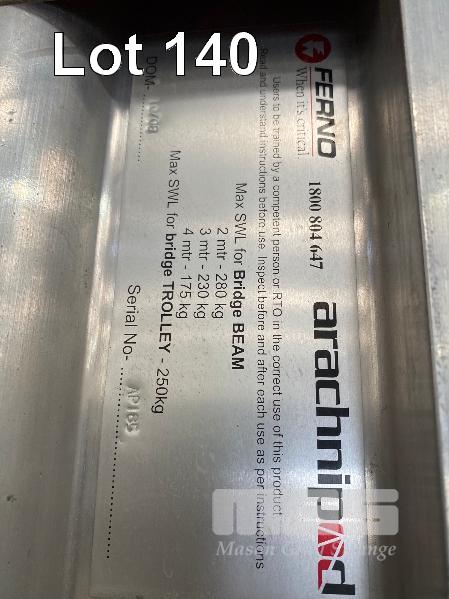 Lot 140
FERNO
When it's critical.
1800 804 647
arachnipod
Users to be trained by a competent person or RTO in the correct use of this product
Read and understand instructions before use. Inspect before and after each use as per instructions
Max SWL for Bridge BEAM
2 mtr - 280 kg
3 mtr - 230 kg
4 mtr - 175 kg
Max SWL for bridge TROLLEY - 250kg
Serial No- AP185
DOM-